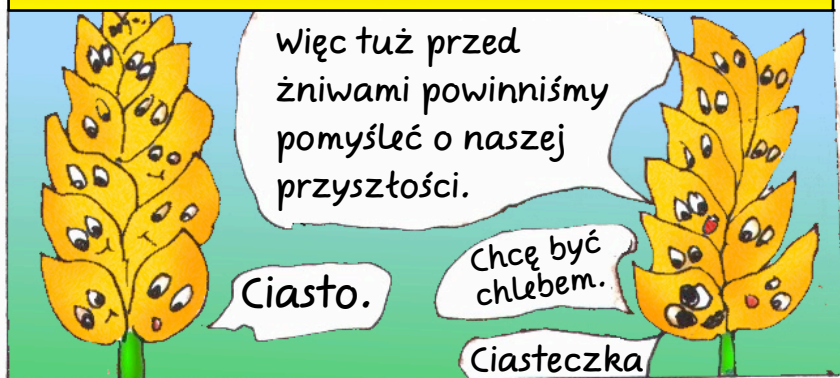 Więc tuż przed
żniwami powinniśmy
pomyśleć o naszej
przyszłości.
Chcę być
chlebem.
Ciasto.
Ciasteczka